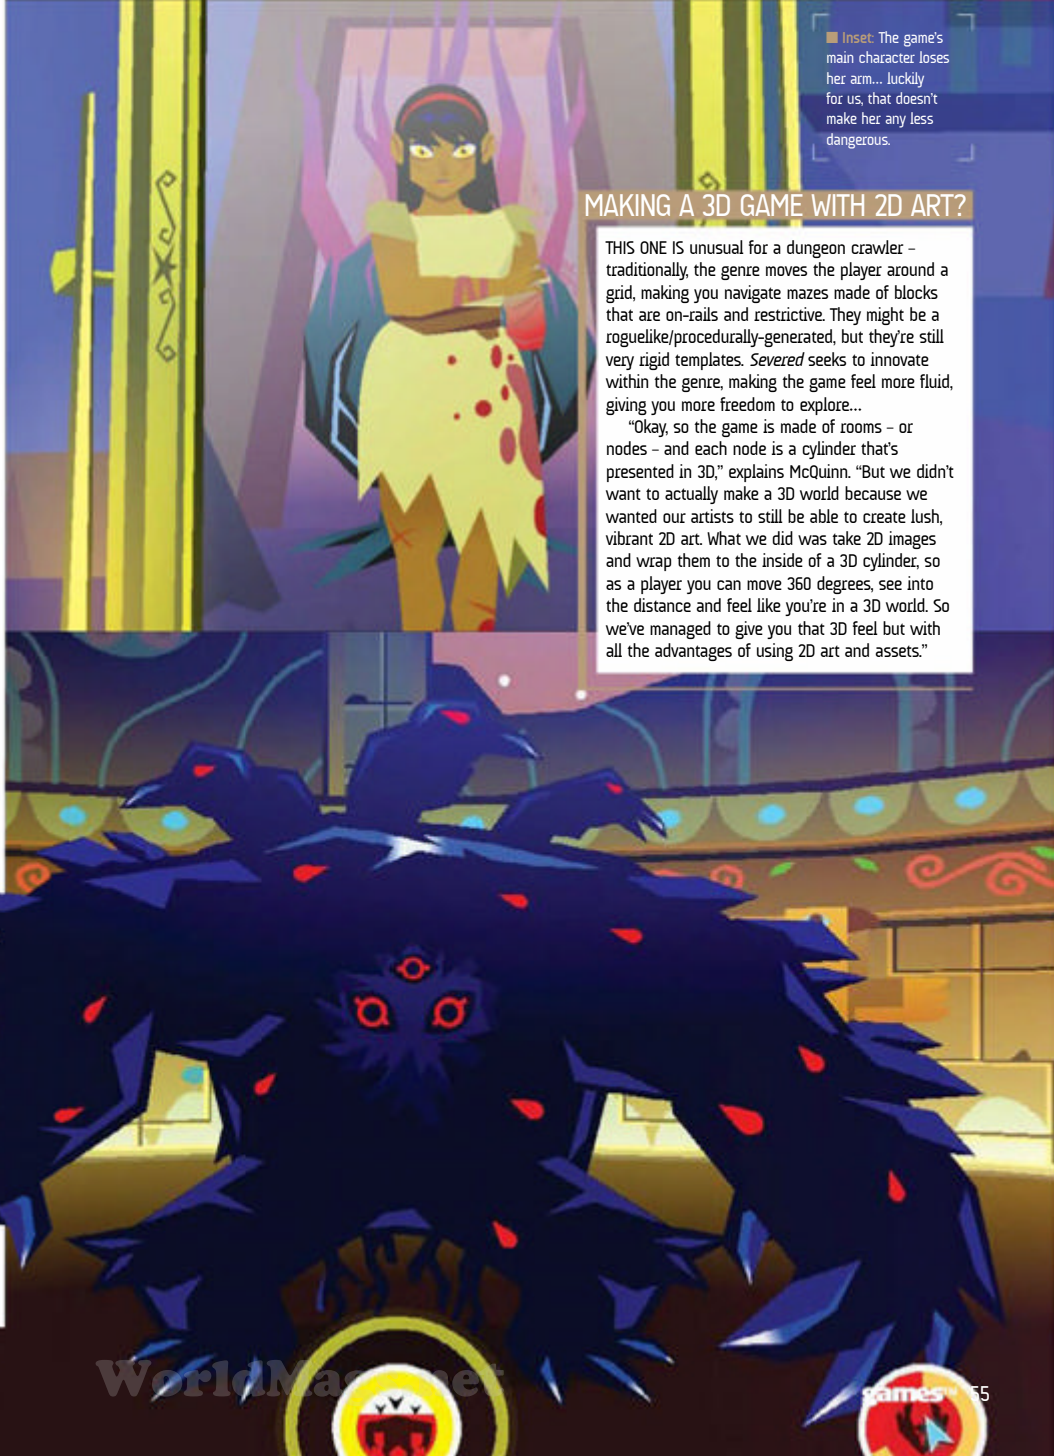 ■ Inset: The game's
main character loses
her arm... luckily
for us, that doesn't
make her any less
dangerous.
MAKING A 3D GAME WITH 2D ART?
THIS ONE IS unusual for a dungeon crawler –
traditionally, the genre moves the player around a
grid, making you navigate mazes made of blocks
that are on-rails and restrictive. They might be a
roguelike/procedurally-generated, but they're still
very rigid templates. Severed seeks to innovate
within the genre, making the game feel more fluid,
giving you more freedom to explore...
“Okay, so the game is made of rooms – or
nodes – and each node is a cylinder that's
presented in 3D,” explains McQuinn. “But we didn't
want to actually make a 3D world because we
wanted our artists to still be able to create lush,
vibrant 2D art. What we did was take 2D images
and wrap them to the inside of a 3D cylinder, so
as a player you can move 360 degrees, see into
the distance and feel like you're in a 3D world. So
we've managed to give you that 3D feel but with
all the advantages of using 2D art and assets.”
games™ 55